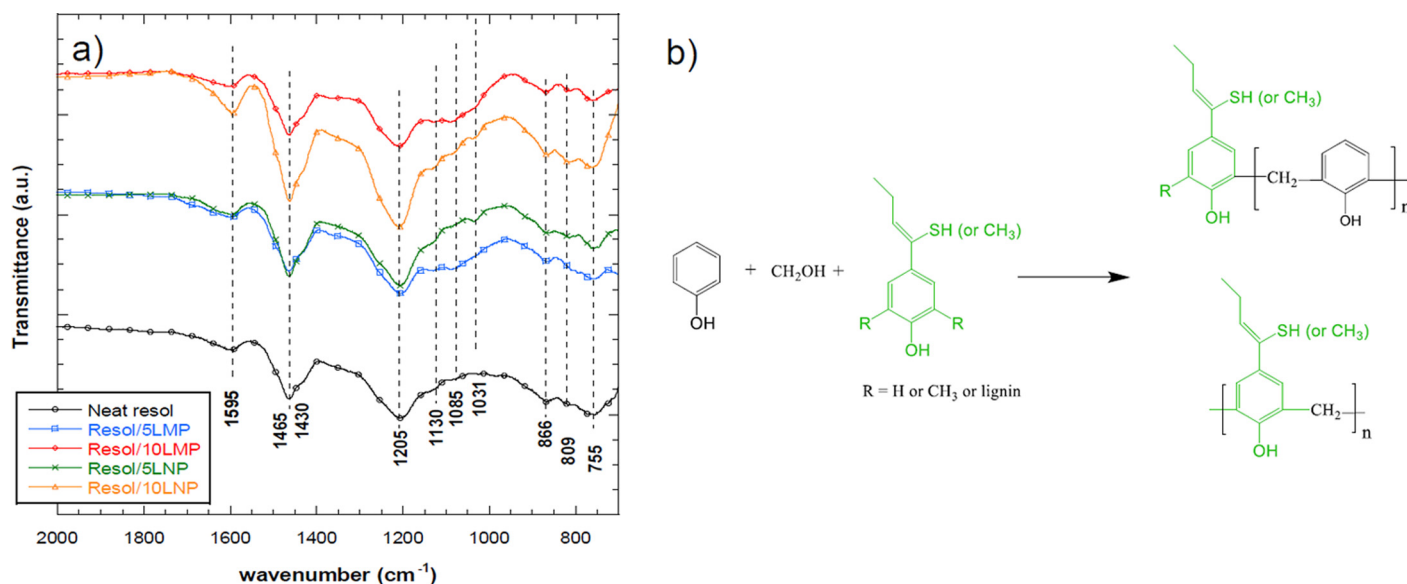 a)
Transmittance (a.u.)
1595
1465
1430
1205
1130
1085
1031
866
809
755
Neat resol
Resol/5LMP
Resol/10LMP
Resol/5LNP
Resol/10LNP
2000 1800 1600 1400 1200 1000 800
wavenumber (cm⁻¹)
b)
OH
+ CH₂OH +
SH (or CH₃)
R R
OH
R = H or CH₃ or lignin
SH (or CH₃)
R
OH
CH₂
OH
n
SH (or CH₃)
CH₂
OH
n